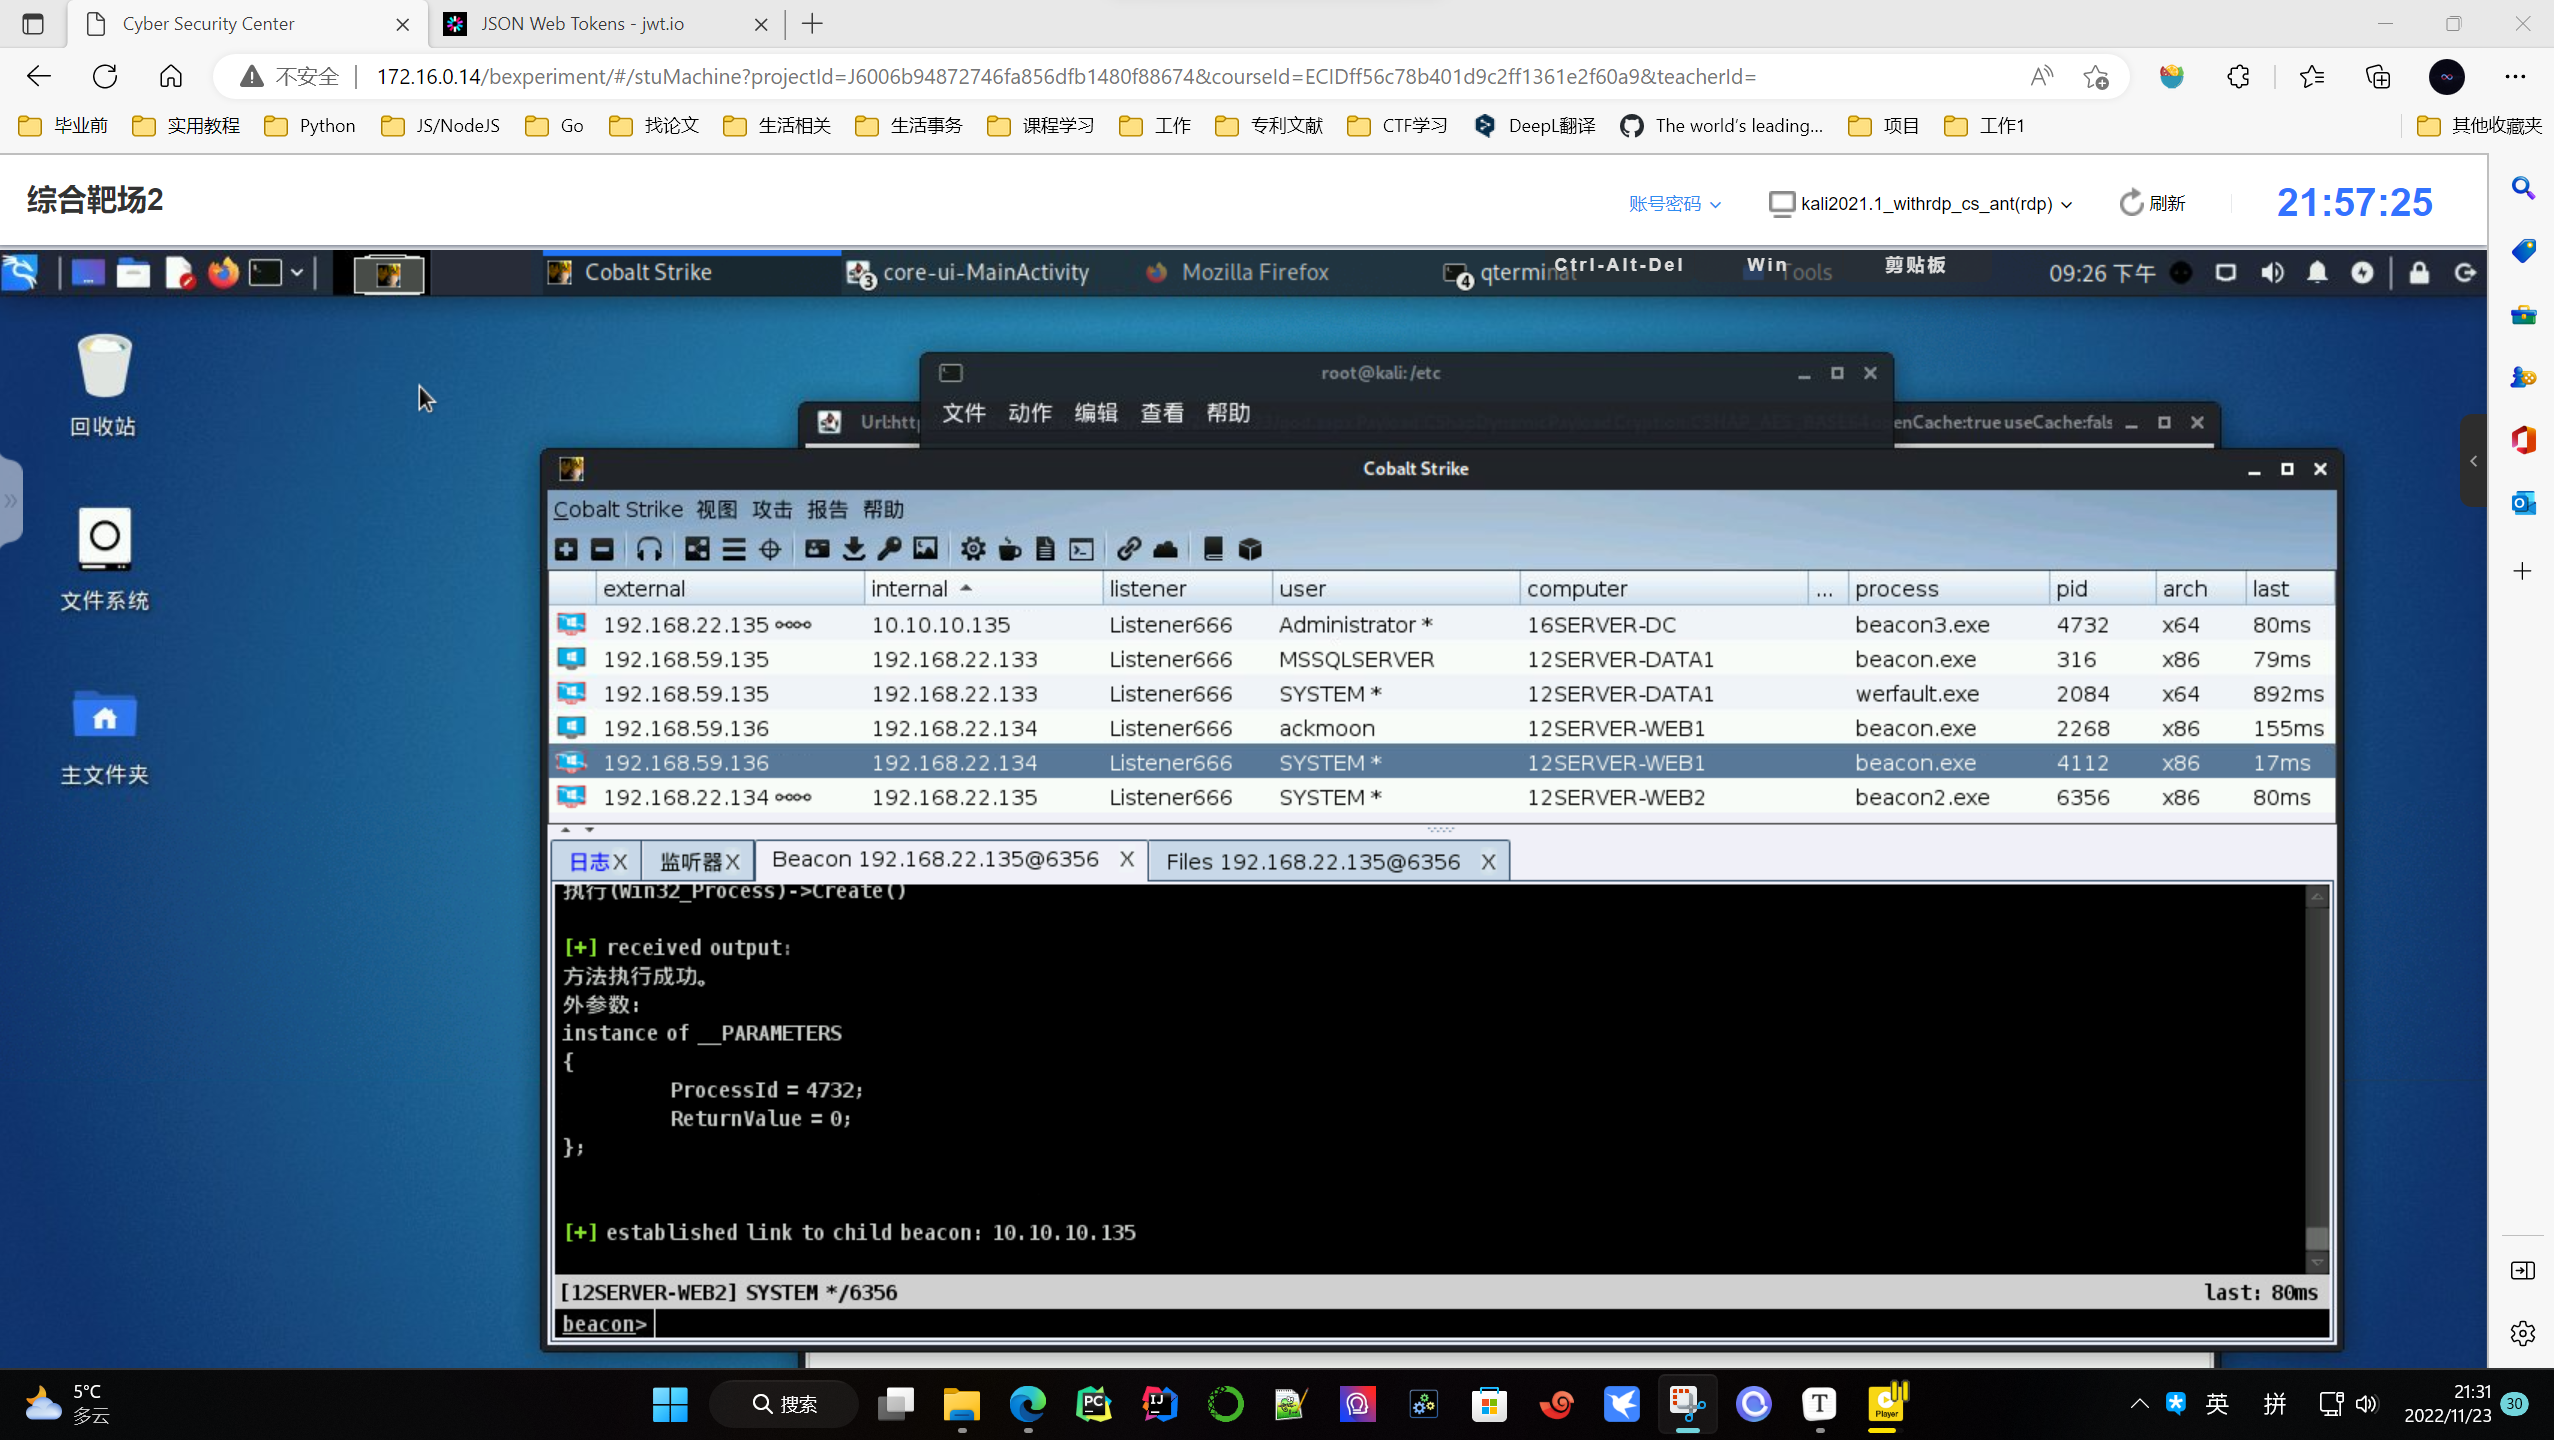 Cyber Security Center
JSON Web Tokens - jwt.io
不安全 172.16.0.14/bexperiment/#/stuMachine?projectId=J6006b94872746fa856dfb1480f88674&courseId=ECIDff56c78b401d9c2ff1361e2f60a9&teacherId=
毕业前 实用教程 Python JS/NodeJS Go 找论文 生活相关 生活事务 课程学习 工作 专利文献 CTF学习 DeepL翻译 The world's leading... 项目 工作1 其他收藏夹
综合靶场2 账号密码 kali2021.1_withrdp_cs_ant(rdp) 刷新 21:57:25
Cobalt Strike 3 core-ui-MainActivity Mozilla Firefox 4 qterminal Ctrl-Alt-Del Win Tools 剪贴板 09:26 下午
回收站
文件系统
主文件夹
root@kali: /etc
文件 动作 编辑 查看 帮助
Url:htt enCache:true useCache:fals
Cobalt Strike
Cobalt Strike 视图 攻击 报告 帮助
external internal listener user computer ... process pid arch last
192.168.22.135 10.10.10.135 Listener666 Administrator * 16SERVER-DC beacon3.exe 4732 x64 80ms
192.168.59.135 192.168.22.133 Listener666 MSSQLSERVER 12SERVER-DATA1 beacon.exe 316 x86 79ms
192.168.59.135 192.168.22.133 Listener666 SYSTEM * 12SERVER-DATA1 werfault.exe 2084 x64 892ms
192.168.59.136 192.168.22.134 Listener666 ackmoon 12SERVER-WEB1 beacon.exe 2268 x86 155ms
192.168.59.136 192.168.22.134 Listener666 SYSTEM * 12SERVER-WEB1 beacon.exe 4112 x86 17ms
192.168.22.134 192.168.22.135 Listener666 SYSTEM * 12SERVER-WEB2 beacon2.exe 6356 x86 80ms
日志X 监听器X Beacon 192.168.22.135@6356 X Files 192.168.22.135@6356 X
执行(Win32_Process)->Create()
[+] received output:
方法执行成功。
外参数:
instance of __PARAMETERS
{
ProcessId = 4732;
ReturnValue = 0;
};
[+] established link to child beacon: 10.10.10.135
[12SERVER-WEB2] SYSTEM */6356 last: 80ms
beacon>
5°C
多云
搜索
英 拼
21:31
2022/11/23
30